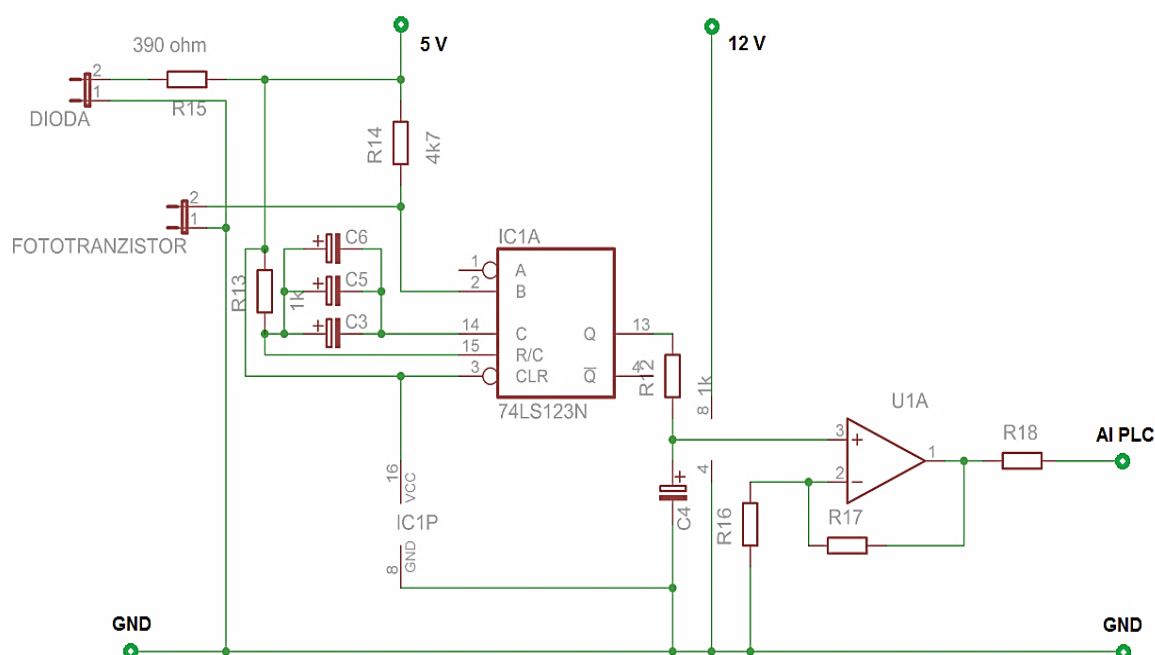 5 V
12 V
390 ohm
2
1
R15
DIODA
R14
4k7
2
1
FOTOTRANZISTOR
C6
C5
C3
R13
1k
IC1A
1
A
2
B
14
C
Q
13
15
R/C
3
CLR
Q
4
74LS123N
R12
1k
8
U1A
3
1
2
R18
AI PLC
4
16
VCC
IC1P
GND
8
C4
R16
R17
GND
GND